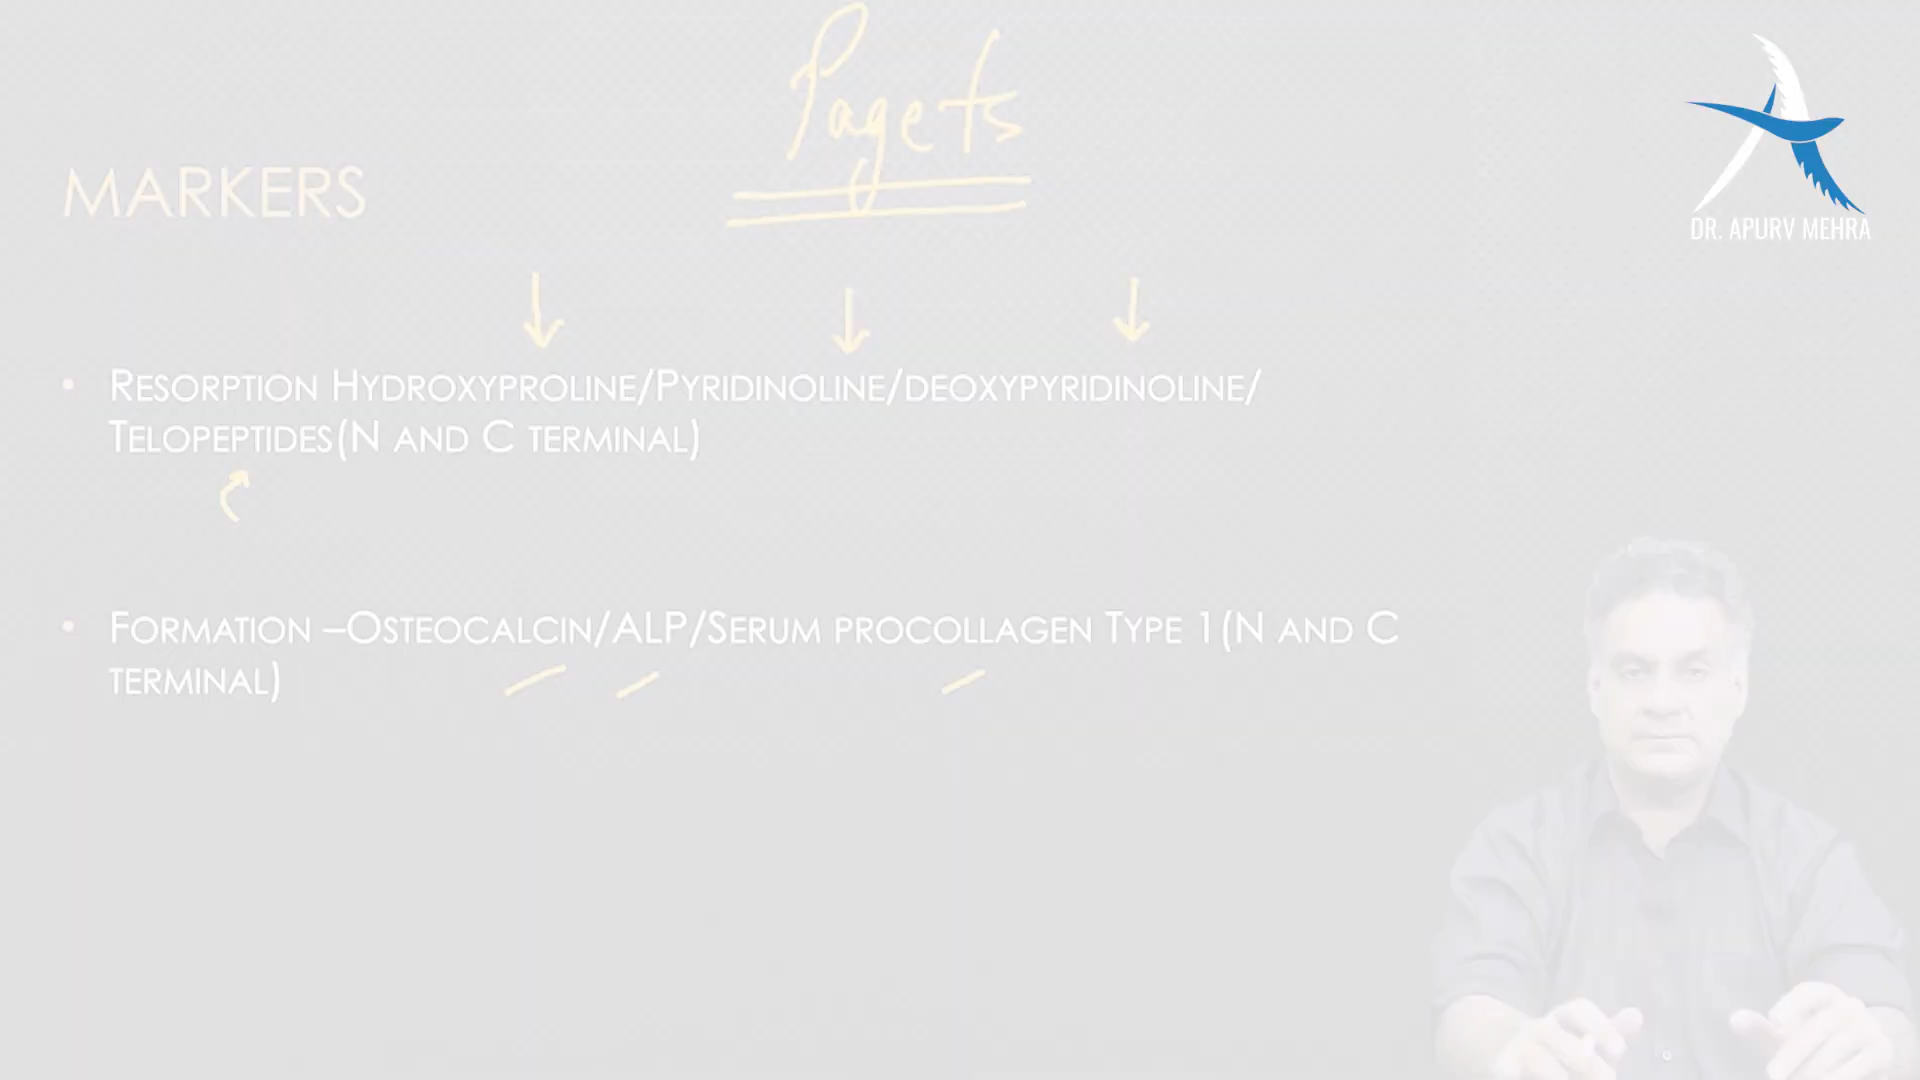 Pagets
MARKERS
DR. APURV MEHRA
• RESORPTION HYDROXYPROLINE/PYRIDINOLINE/DEOXYPYRIDINOLINE/
TELOPEPTIDES(N AND C TERMINAL)
• FORMATION –OSTEOCALCIN/ALP/SERUM PROCOLLAGEN TYPE 1(N AND C
TERMINAL)